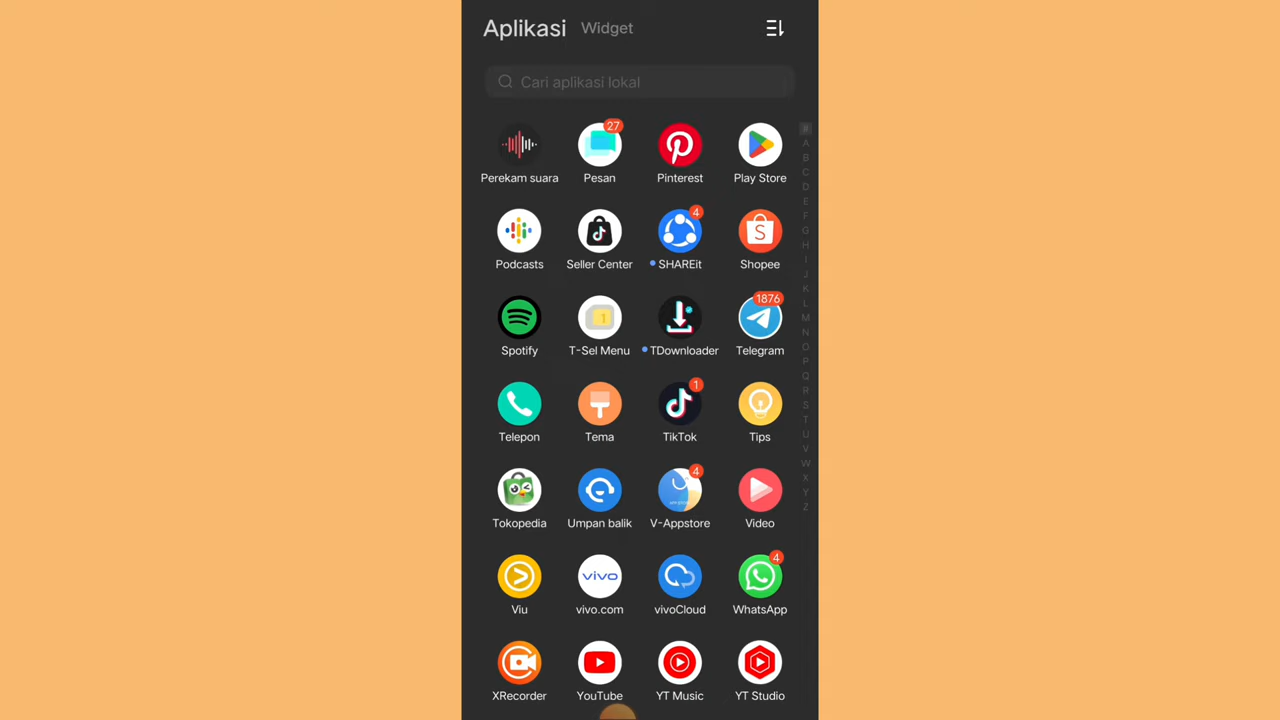 Aplikasi Widget
Cari aplikasi lokal
27
Perekam suara Pesan Pinterest Play Store
4
Podcasts Seller Center SHAREit Shopee
1876
Spotify T-Sel Menu TDownloader Telegram
1
Telepon Tema TikTok Tips
4
Tokopedia Umpan balik V-Appstore Video
vivo
4
Viu vivo.com vivoCloud WhatsApp
XRecorder YouTube YT Music YT Studio
#
A
B
C
D
E
F
G
H
I
J
K
L
M
N
O
P
Q
R
S
T
U
V
W
X
Y
Z